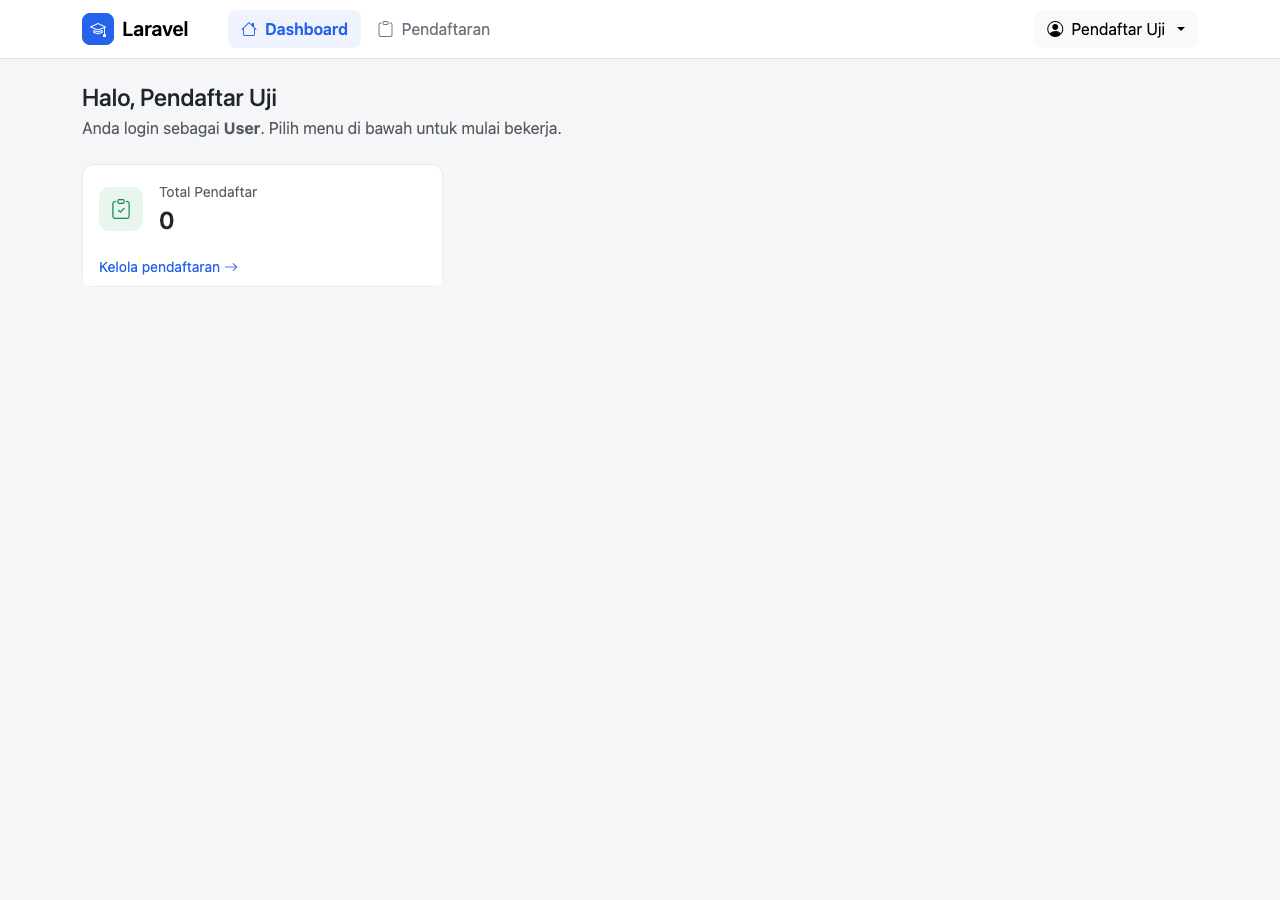 Laravel
Dashboard
Pendaftaran
Pendaftar Uji
Halo, Pendaftar Uji
Anda login sebagai User. Pilih menu di bawah untuk mulai bekerja.
Total Pendaftar
0
Kelola pendaftaran →